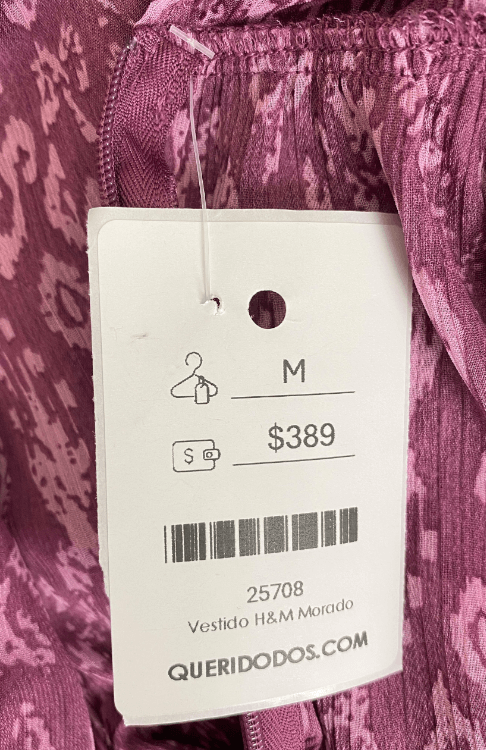 M
$389
$
25708
Vestido H&M Morado
QUERIDODOS.COM